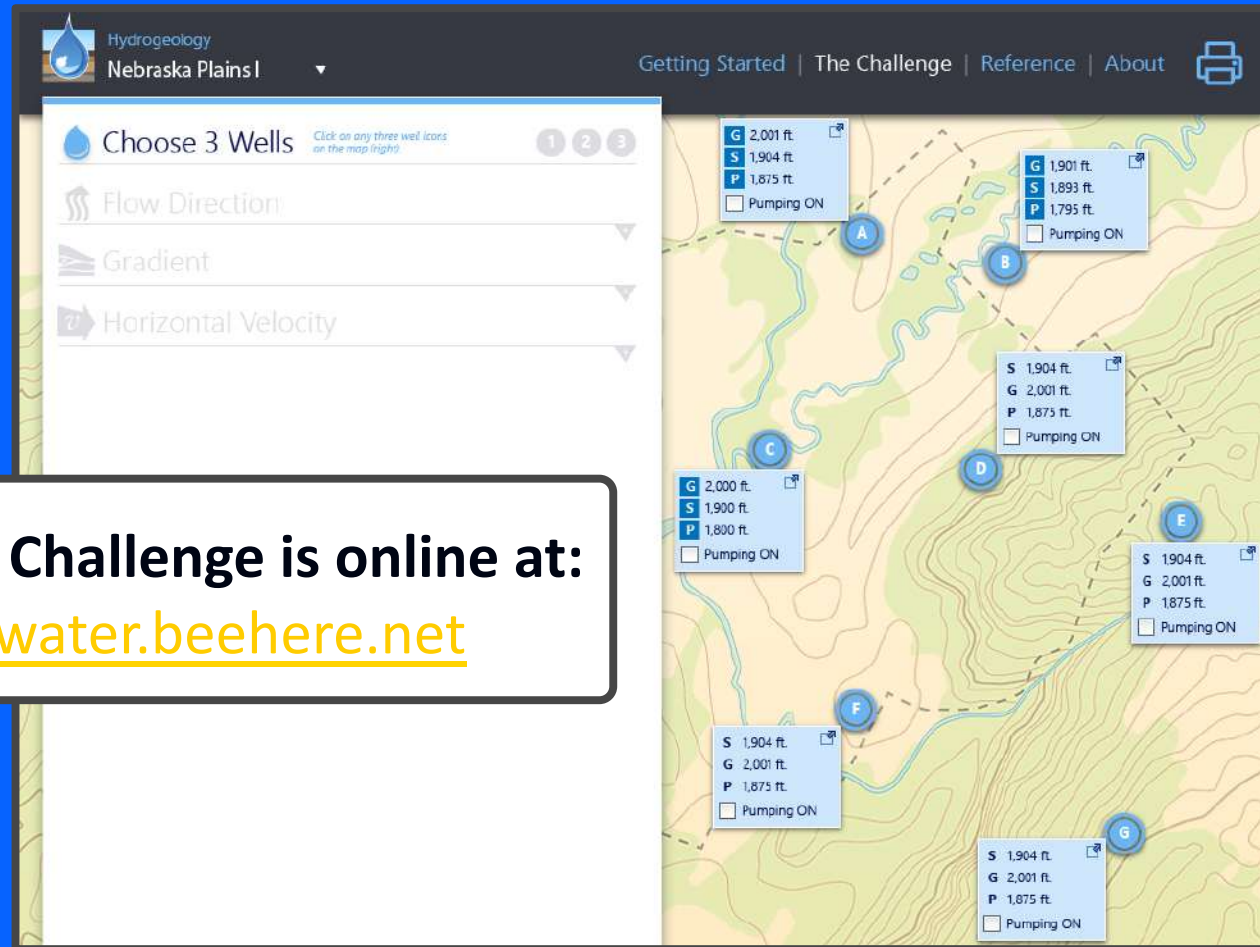 Hydrogeology
Nebraska Plains I
Getting Started | The Challenge | Reference | About
Choose 3 Wells
Click on any three well icons
on the map (right).
1 2 3
Flow Direction
Gradient
v Horizontal Velocity
Challenge is online at:
water.beehere.net
G 2,001 ft.
S 1,904 ft.
P 1,875 ft.
Pumping ON
A
G 1,901 ft.
S 1,893 ft.
P 1,795 ft.
Pumping ON
B
S 1,904 ft.
G 2,001 ft.
P 1,875 ft.
Pumping ON
D
C
G 2,000 ft.
S 1,900 ft.
P 1,800 ft.
Pumping ON
E
S 1,904 ft.
G 2,001 ft.
P 1,875 ft.
Pumping ON
F
S 1,904 ft.
G 2,001 ft.
P 1,875 ft.
Pumping ON
G
S 1,904 ft.
G 2,001 ft.
P 1,875 ft.
Pumping ON